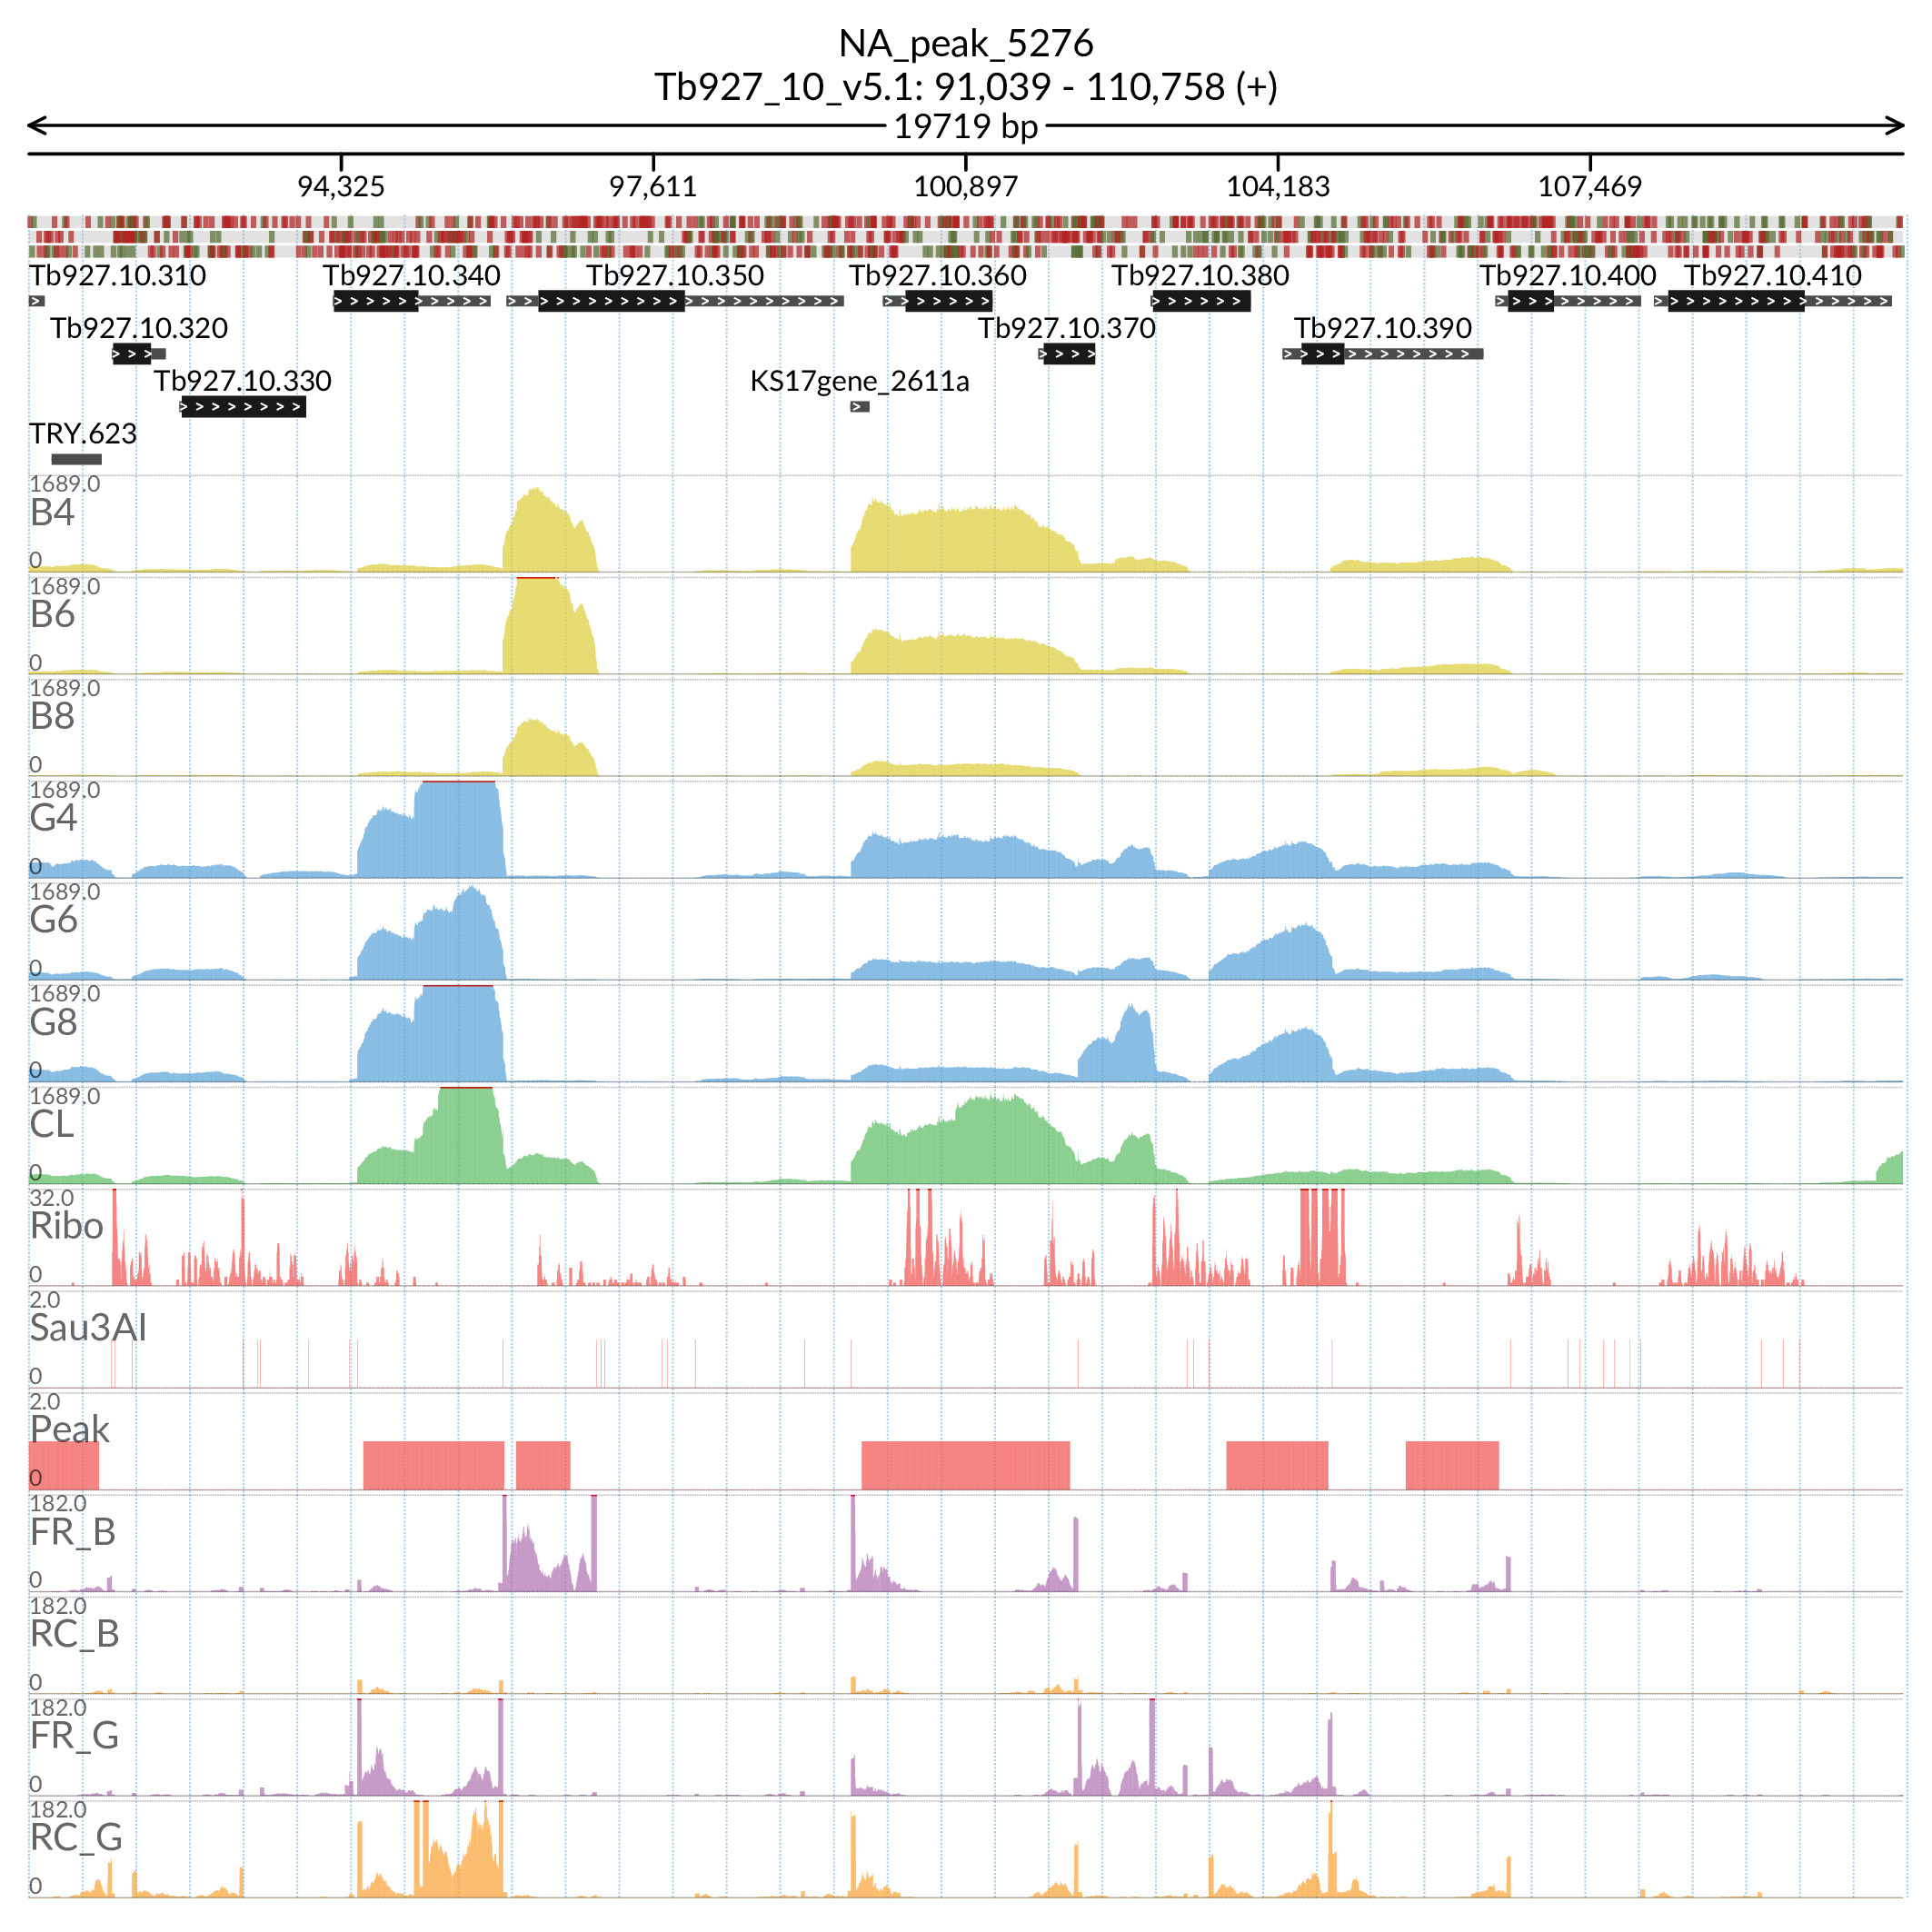 NA_peak_5276
Tb927_10_v5.1: 91,039 - 110,758 (+)
19719 bp
94,325 97,611 100,897 104,183 107,469
Tb927.10.310 Tb927.10.340 Tb927.10.350 Tb927.10.360 Tb927.10.380 Tb927.10.400 Tb927.10.410
Tb927.10.320 Tb927.10.370 Tb927.10.390
Tb927.10.330 KS17gene_2611a
TRY.623
1689.0
B4
0
1689.0
B6
0
1689.0
B8
0
1689.0
G4
0
1689.0
G6
0
1689.0
G8
0
1689.0
CL
0
32.0
Ribo
0
2.0
Sau3AI
0
2.0
Peak
0
182.0
FR_B
0
182.0
RC_B
0
182.0
FR_G
0
182.0
RC_G
0